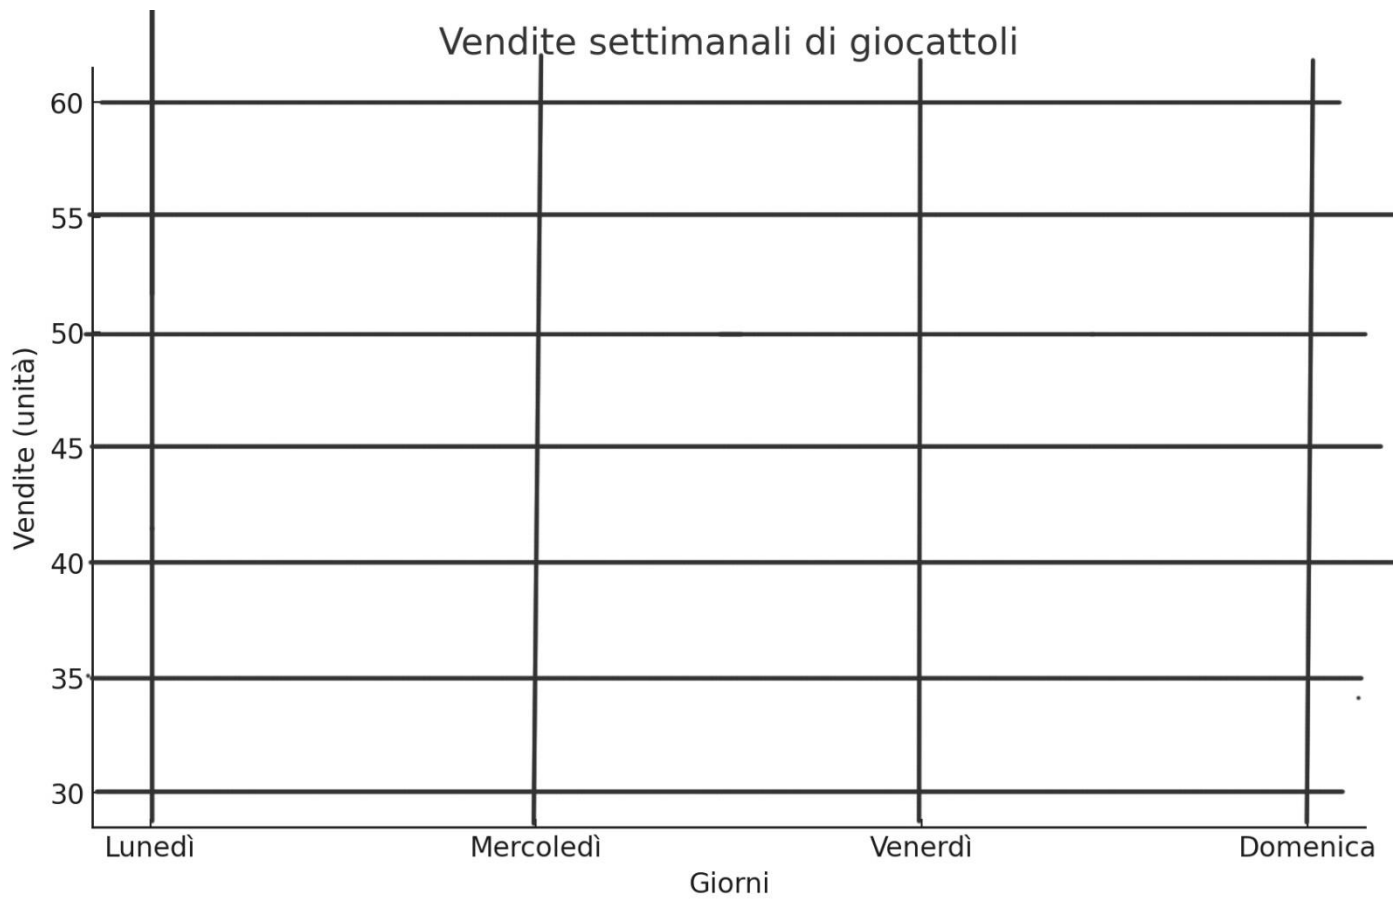 Vendite settimanali di giocattoli
60
55
50
45
40
35
30
Vendite (unità)
Lunedì Mercoledì Venerdì Domenica
Giorni